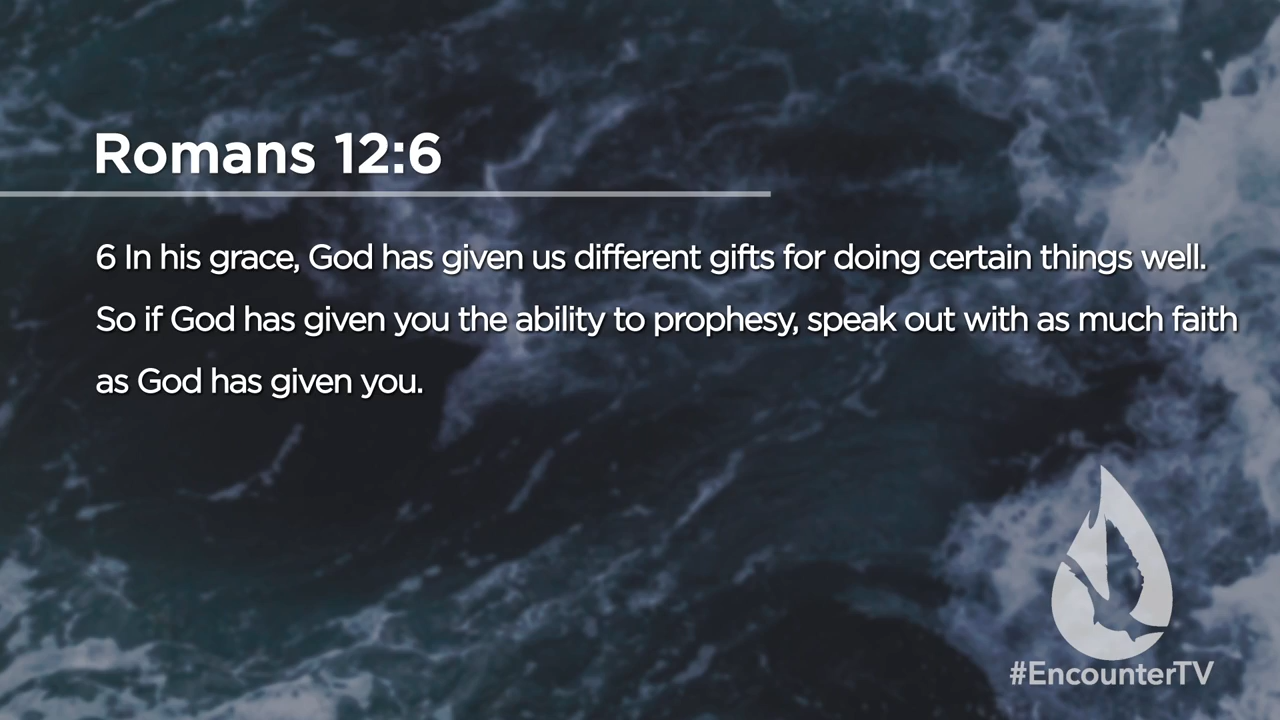 Romans 12:6
6 In his grace, God has given us different gifts for doing certain things well.
So if God has given you the ability to prophesy, speak out with as much faith
as God has given you.
#EncounterTV